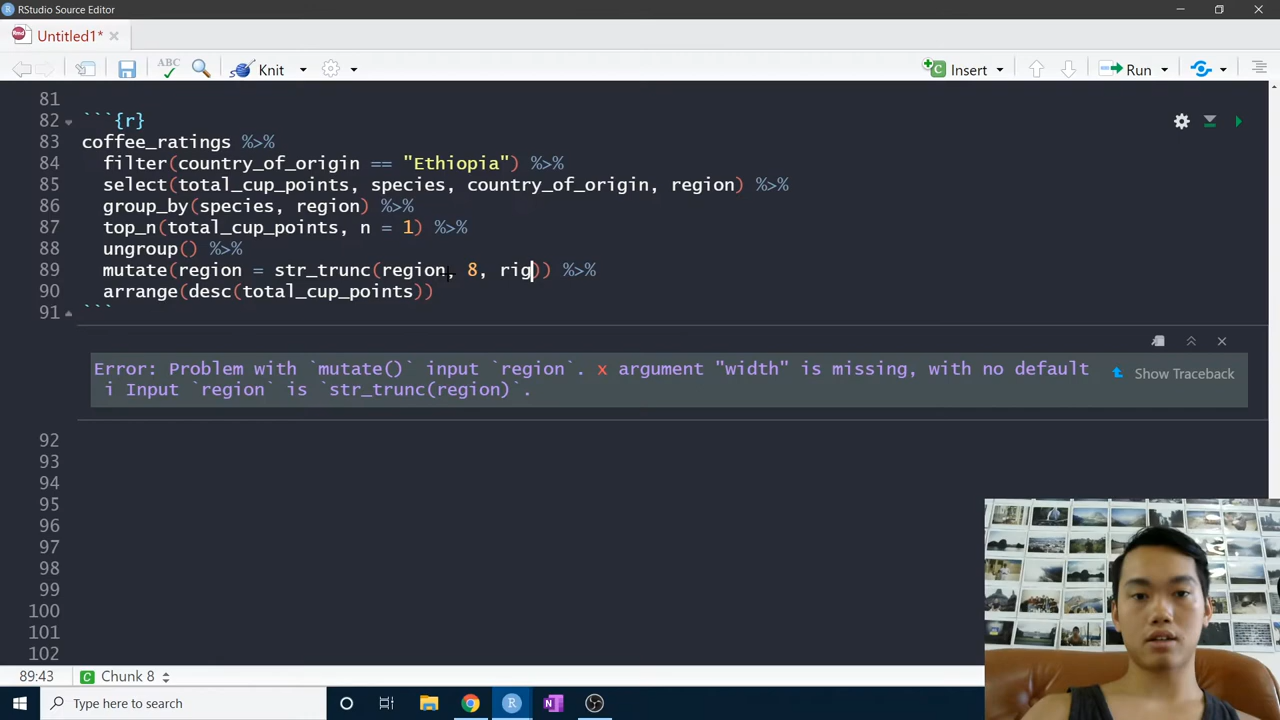 RStudio Source Editor
Untitled1*
ABC
Knit
Insert
Run
81
82 ```{r}
83 coffee_ratings %>%
84 filter(country_of_origin == "Ethiopia") %>%
85 select(total_cup_points, species, country_of_origin, region) %>%
86 group_by(species, region) %>%
87 top_n(total_cup_points, n = 1) %>%
88 ungroup() %>%
89 mutate(region = str_trunc(region, 8, rig)) %>%
90 arrange(desc(total_cup_points))
91 ```
Error: Problem with `mutate()` input `region`. x argument "width" is missing, with no default
i Input `region` is `str_trunc(region)`.
Show Traceback
92
93
94
95
96
97
98
99
100
101
102
89:43
Chunk 8
Type here to search